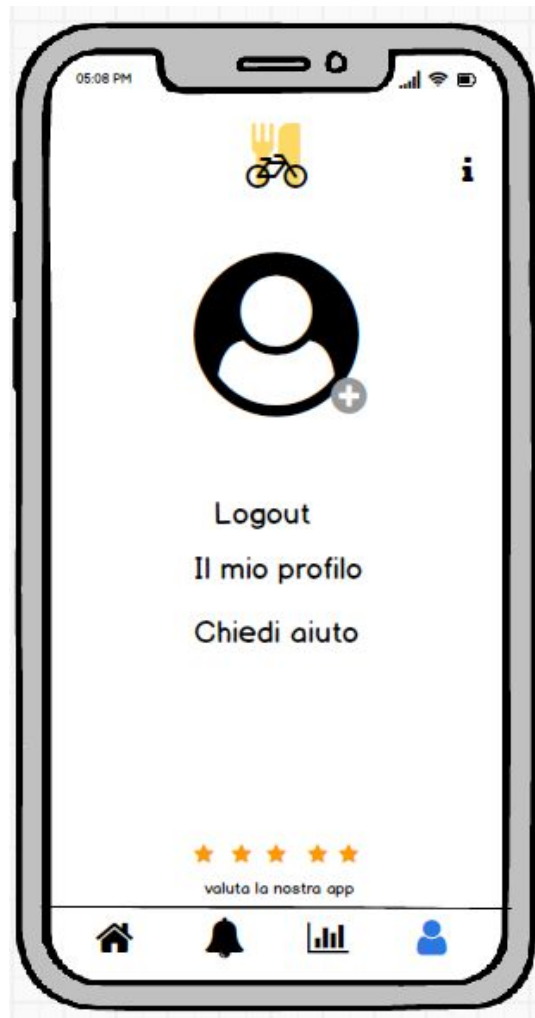 05:08 PM
i
Logout
Il mio profilo
Chiedi aiuto
valuta la nostra app